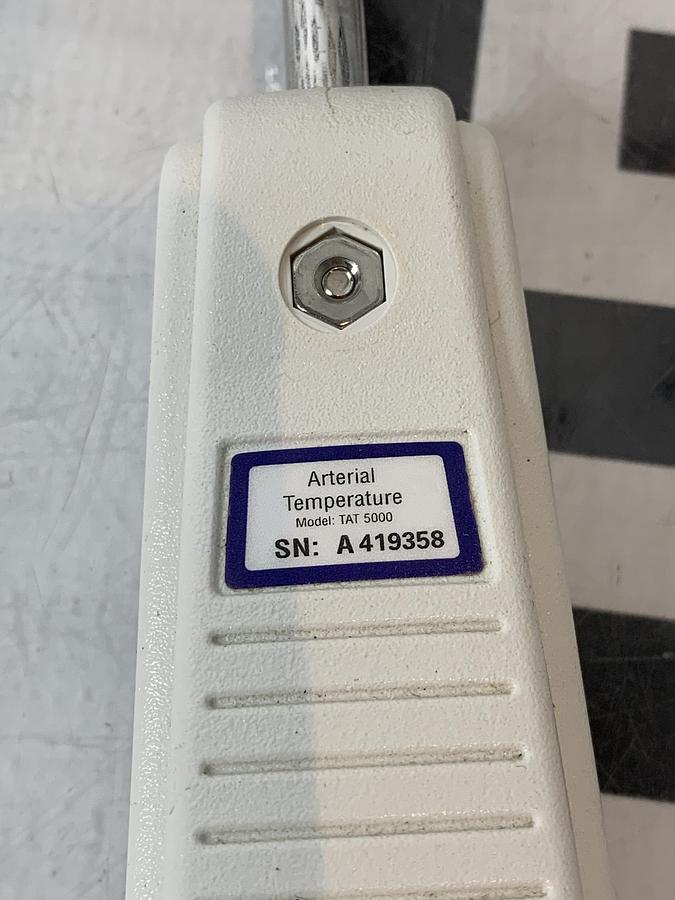 Arterial
Temperature
Model: TAT 5000
SN: A 419358